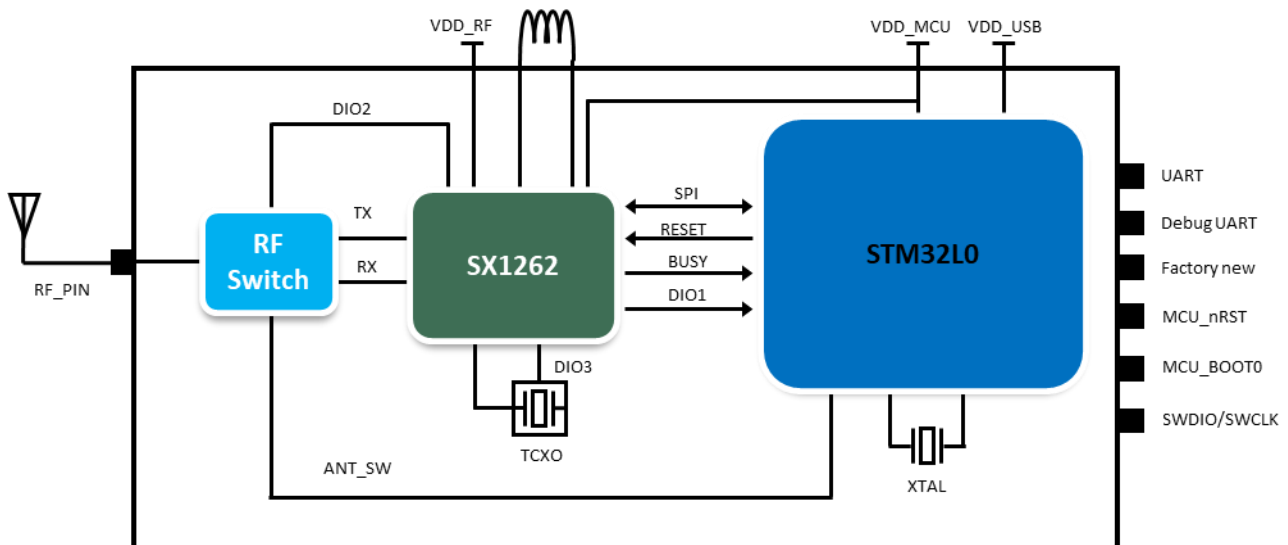 VDD_RF
VDD_MCU
VDD_USB
DIO2
UART
SPI
TX
Debug UART
RESET
RF
Switch
SX1262
STM32L0
BUSY
RX
Factory new
RF_PIN
DIO1
MCU_nRST
DIO3
MCU_BOOT0
SWDIO/SWCLK
TCXO
ANT_SW
XTAL